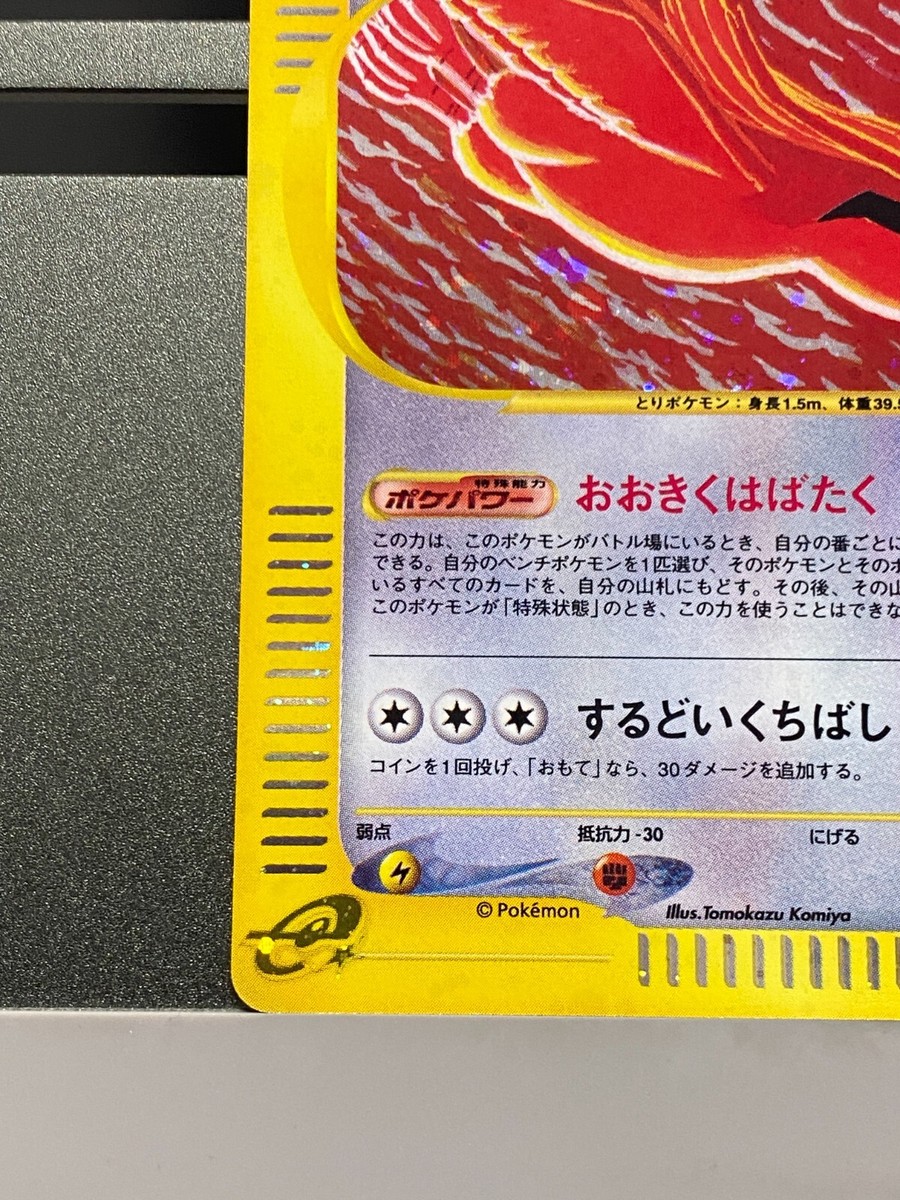 とりポケモン：身長1.5m、体重39.5
特殊能力
ポケパワー おおきくはばたく
この力は、このポケモンがバトル場にいるとき、自分の番ごとに
できる。自分のベンチポケモンを1匹選び、そのポケモンとそのポ
いるすべてのカードを、自分の山札にもどす。その後、その山
このポケモンが「特殊状態」のとき、この力を使うことはできな
するどいくちばし
コインを1回投げ、「おもて」なら、30ダメージを追加する。
弱点 抵抗力 -30 にげる
© Pokémon Illus.Tomokazu Komiya
e